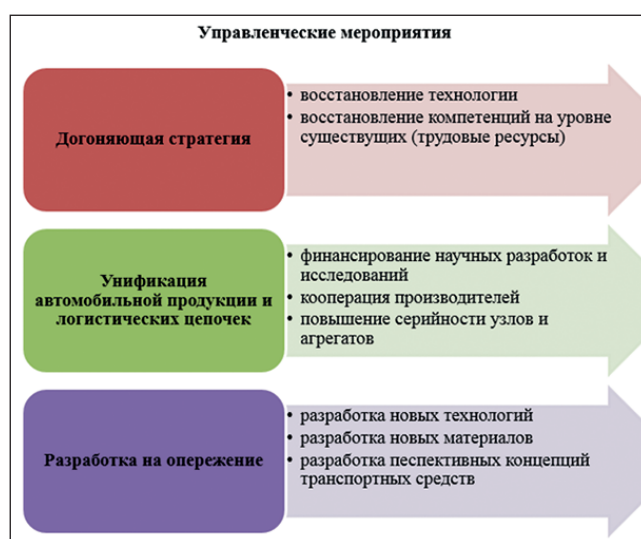 Управленческие мероприятия
Догоняющая стратегия
• восстановление технологии
• восстановление компетенций на уровне
существущих (трудовые ресурсы)
Унификация
автомобильной продукции и
логистических цепочек
• финансирование научных разработок и
исследований
• кооперация производителей
• повышение серийности узлов и
агрегатов
Разработка на опережение
• разработка новых технологий
• разработка новых материалов
• разработка песпективных концепций
транспортных средств